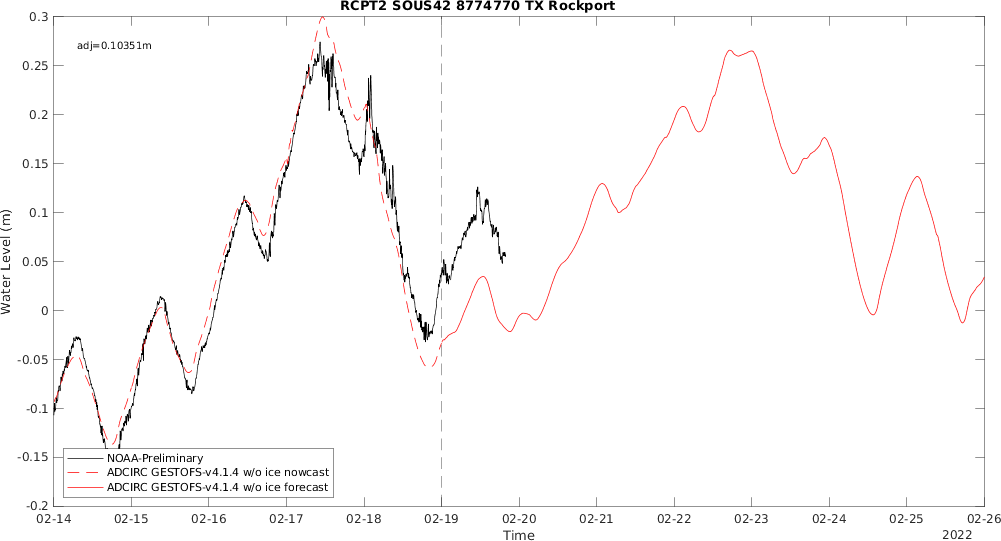 RCPT2 SOUS42 8774770 TX Rockport
adj=0.10351m
0.3
0.25
0.2
0.15
0.1
0.05
0
-0.05
-0.1
-0.15
-0.2
Water Level (m)
NOAA-Preliminary
ADCIRC GESTOFS-v4.1.4 w/o ice nowcast
ADCIRC GESTOFS-v4.1.4 w/o ice forecast
02-14 02-15 02-16 02-17 02-18 02-19 02-20 02-21 02-22 02-23 02-24 02-25 02-26
Time
2022